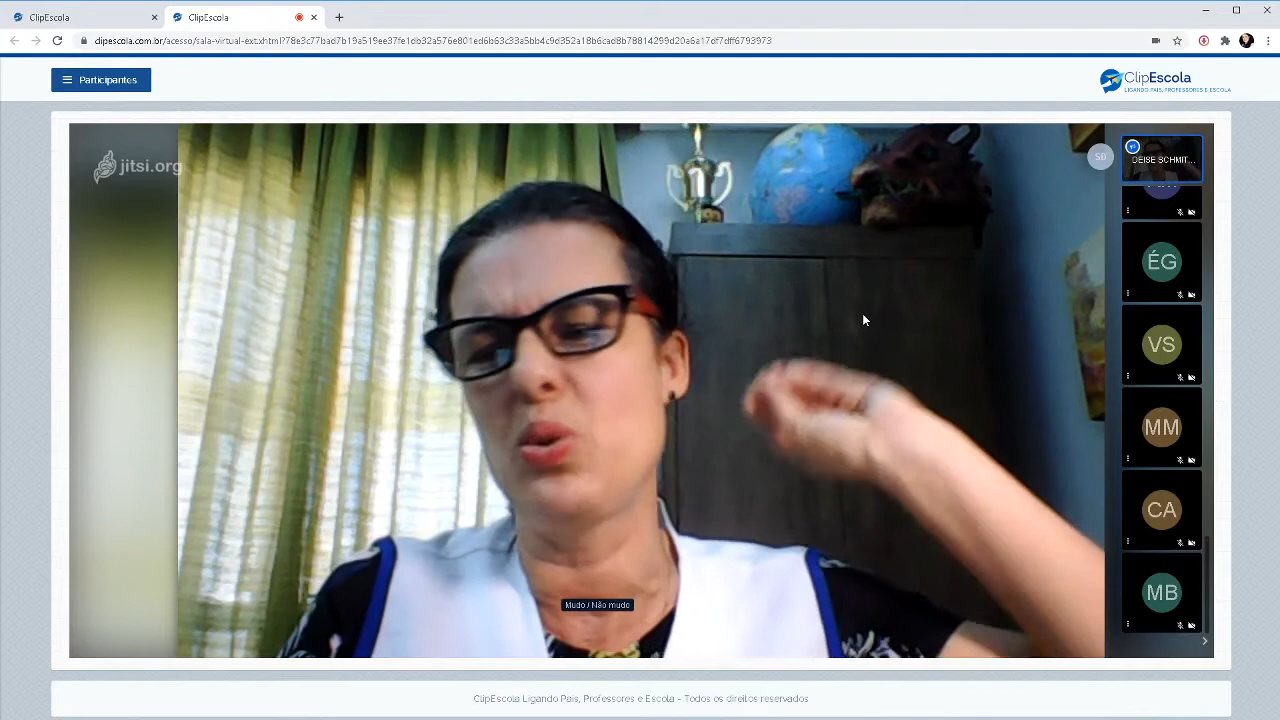 ClipEscola
ClipEscola
clipescola.com.br/acesso/sala-virtual-ext.xhtml?
Participantes
ClipEscola
LIGANDO PAIS, PROFESSORES E ESCOLA
jitsi.org
1
SD
DEISE SCHMIT...
ÉG
VS
MM
CA
MB
Mudo / Não mudo
ClipEscola Ligando Pais, Professores e Escola - Todos os direitos reservados